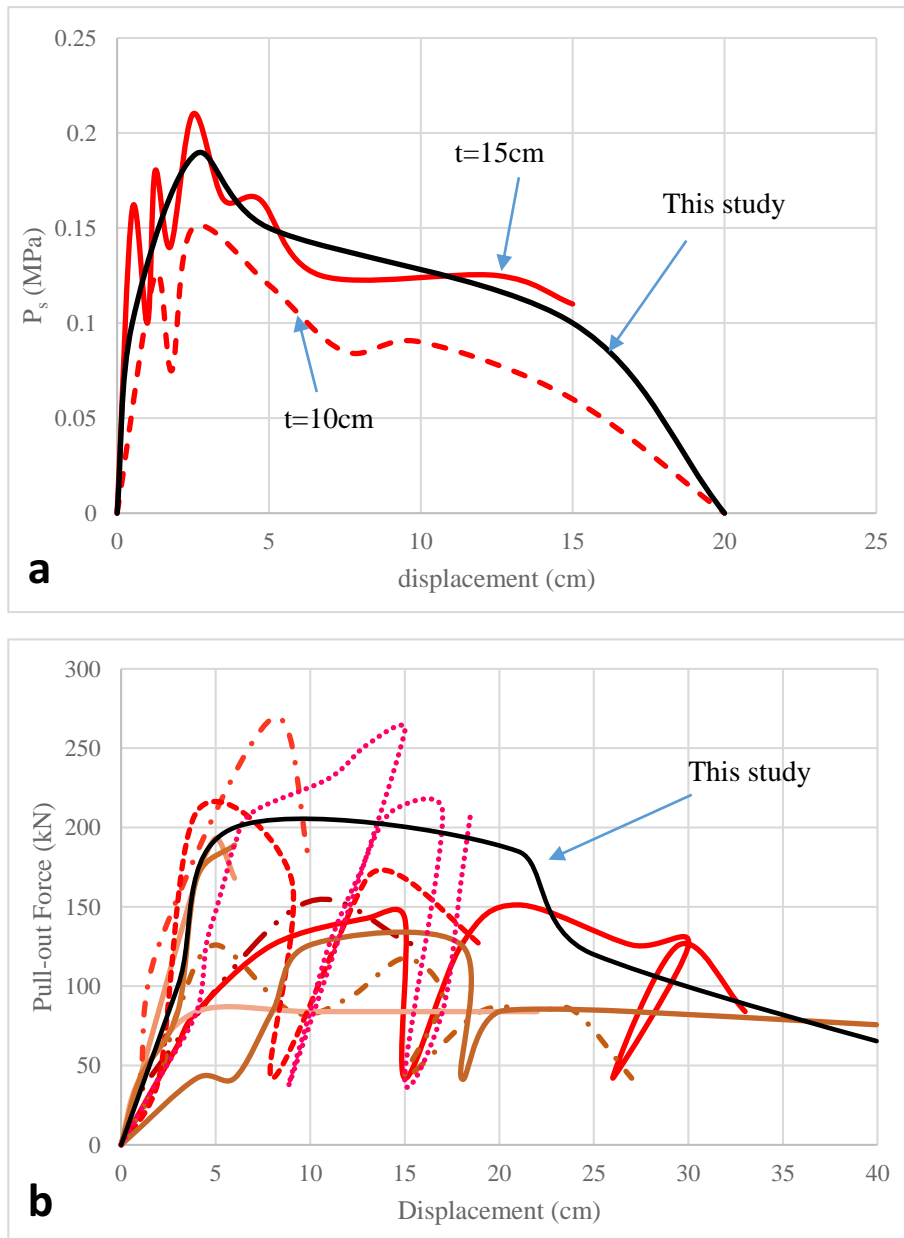 0.25
0.2
0.15
0.1
0.05
0
P_s (MPa)
t=15cm
This study
t=10cm
0 5 10 15 20 25
displacement (cm)
a
300
250
200
150
100
50
0
Pull-out Force (kN)
This study
0 5 10 15 20 25 30 35 40
Displacement (cm)
b